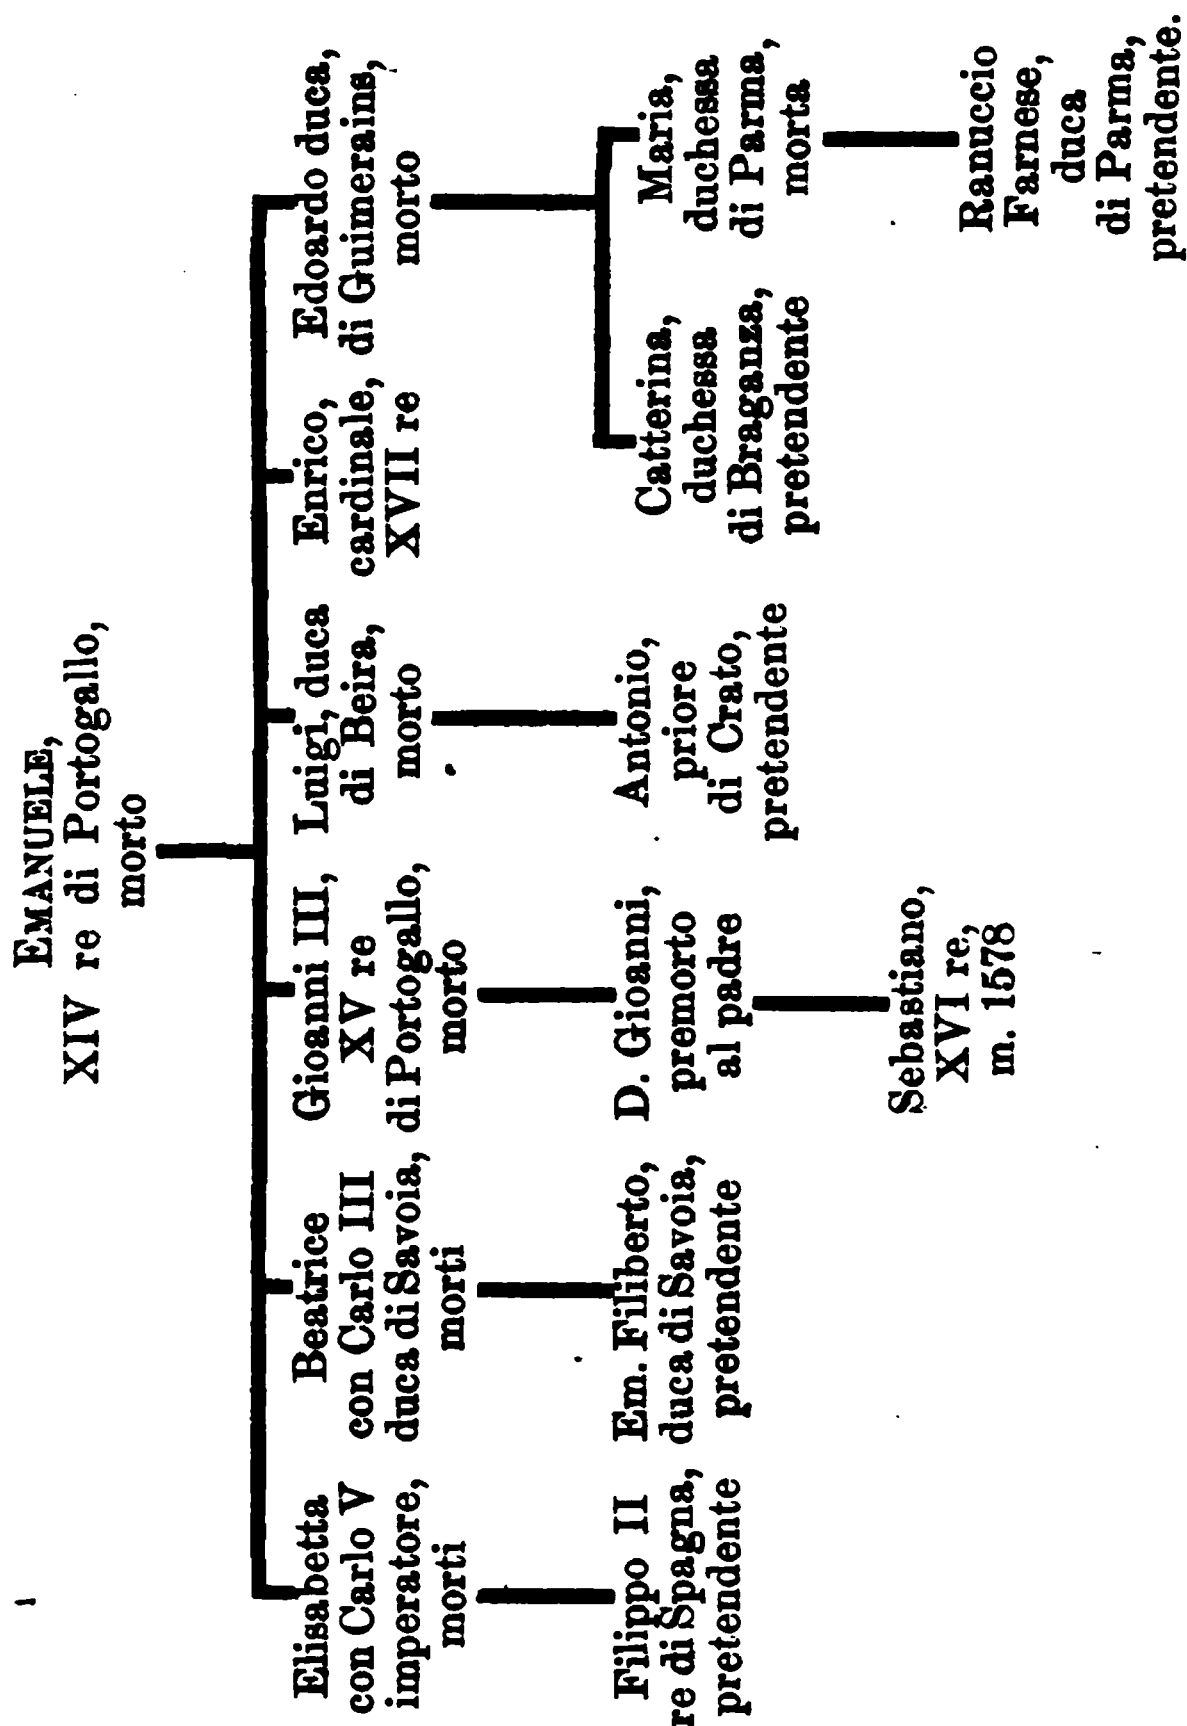 EMANUELE,
XIV re di Portogallo,
morto
Elisabetta
con Carlo V
imperatore,
morti
Beatrice
con Carlo III
duca di Savoia,
morti
Gioanni III,
XV re
di Portogallo,
morto
Luigi, duca
di Beira,
morto
Enrico,
cardinale,
XVII re
Edoardo duca,
di Guimerains,
morto
Filippo II
re di Spagna,
pretendente
Em. Filiberto,
duca di Savoia,
pretendente
D. Gioanni,
premorto
al padre
Antonio,
priore
di Crato,
pretendente
Catterina,
duchessa
di Braganza,
pretendente
Maria,
duchessa
di Parma,
morta
Sebastiano,
XVI re,
m. 1578
Ranuccio
Farnese,
duca
di Parma,
pretendente.